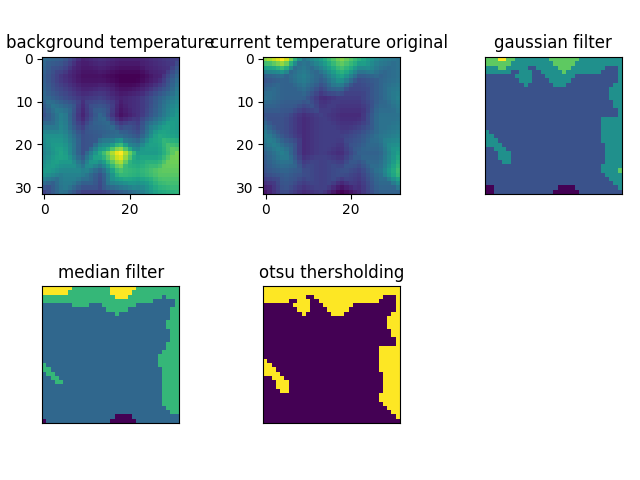 background temperature
current temperature original
gaussian filter
0
10
20
30
0
20
0
10
20
30
0
20
median filter
otsu thersholding